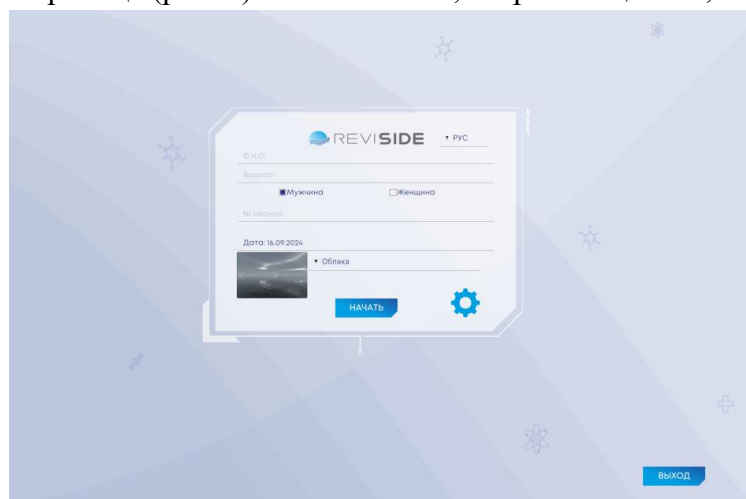 REVISIDE
РУС
Ф.И.О.
Возраст
Мужчина Женщина
№ сеанса
Дата: 16.09.2024
Облака
НАЧАТЬ
ВЫХОД